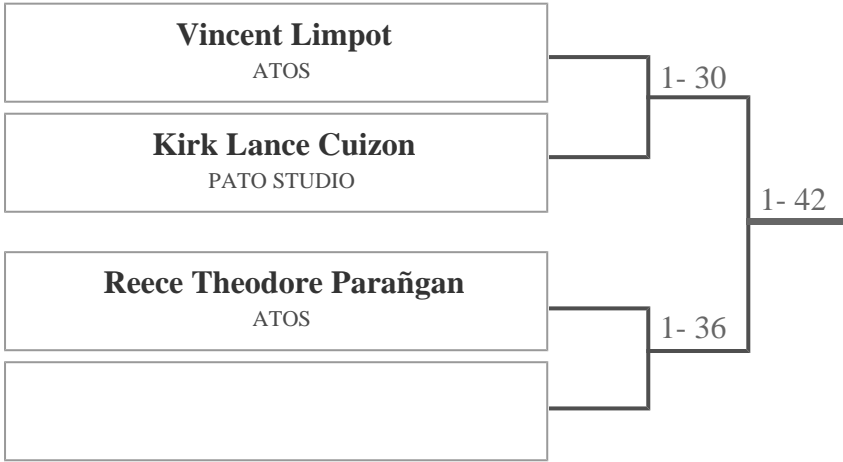 Vincent Limpot
ATOS
1- 30
Kirk Lance Cuizon
PATO STUDIO
1- 42
Reece Theodore Parañgan
ATOS
1- 36